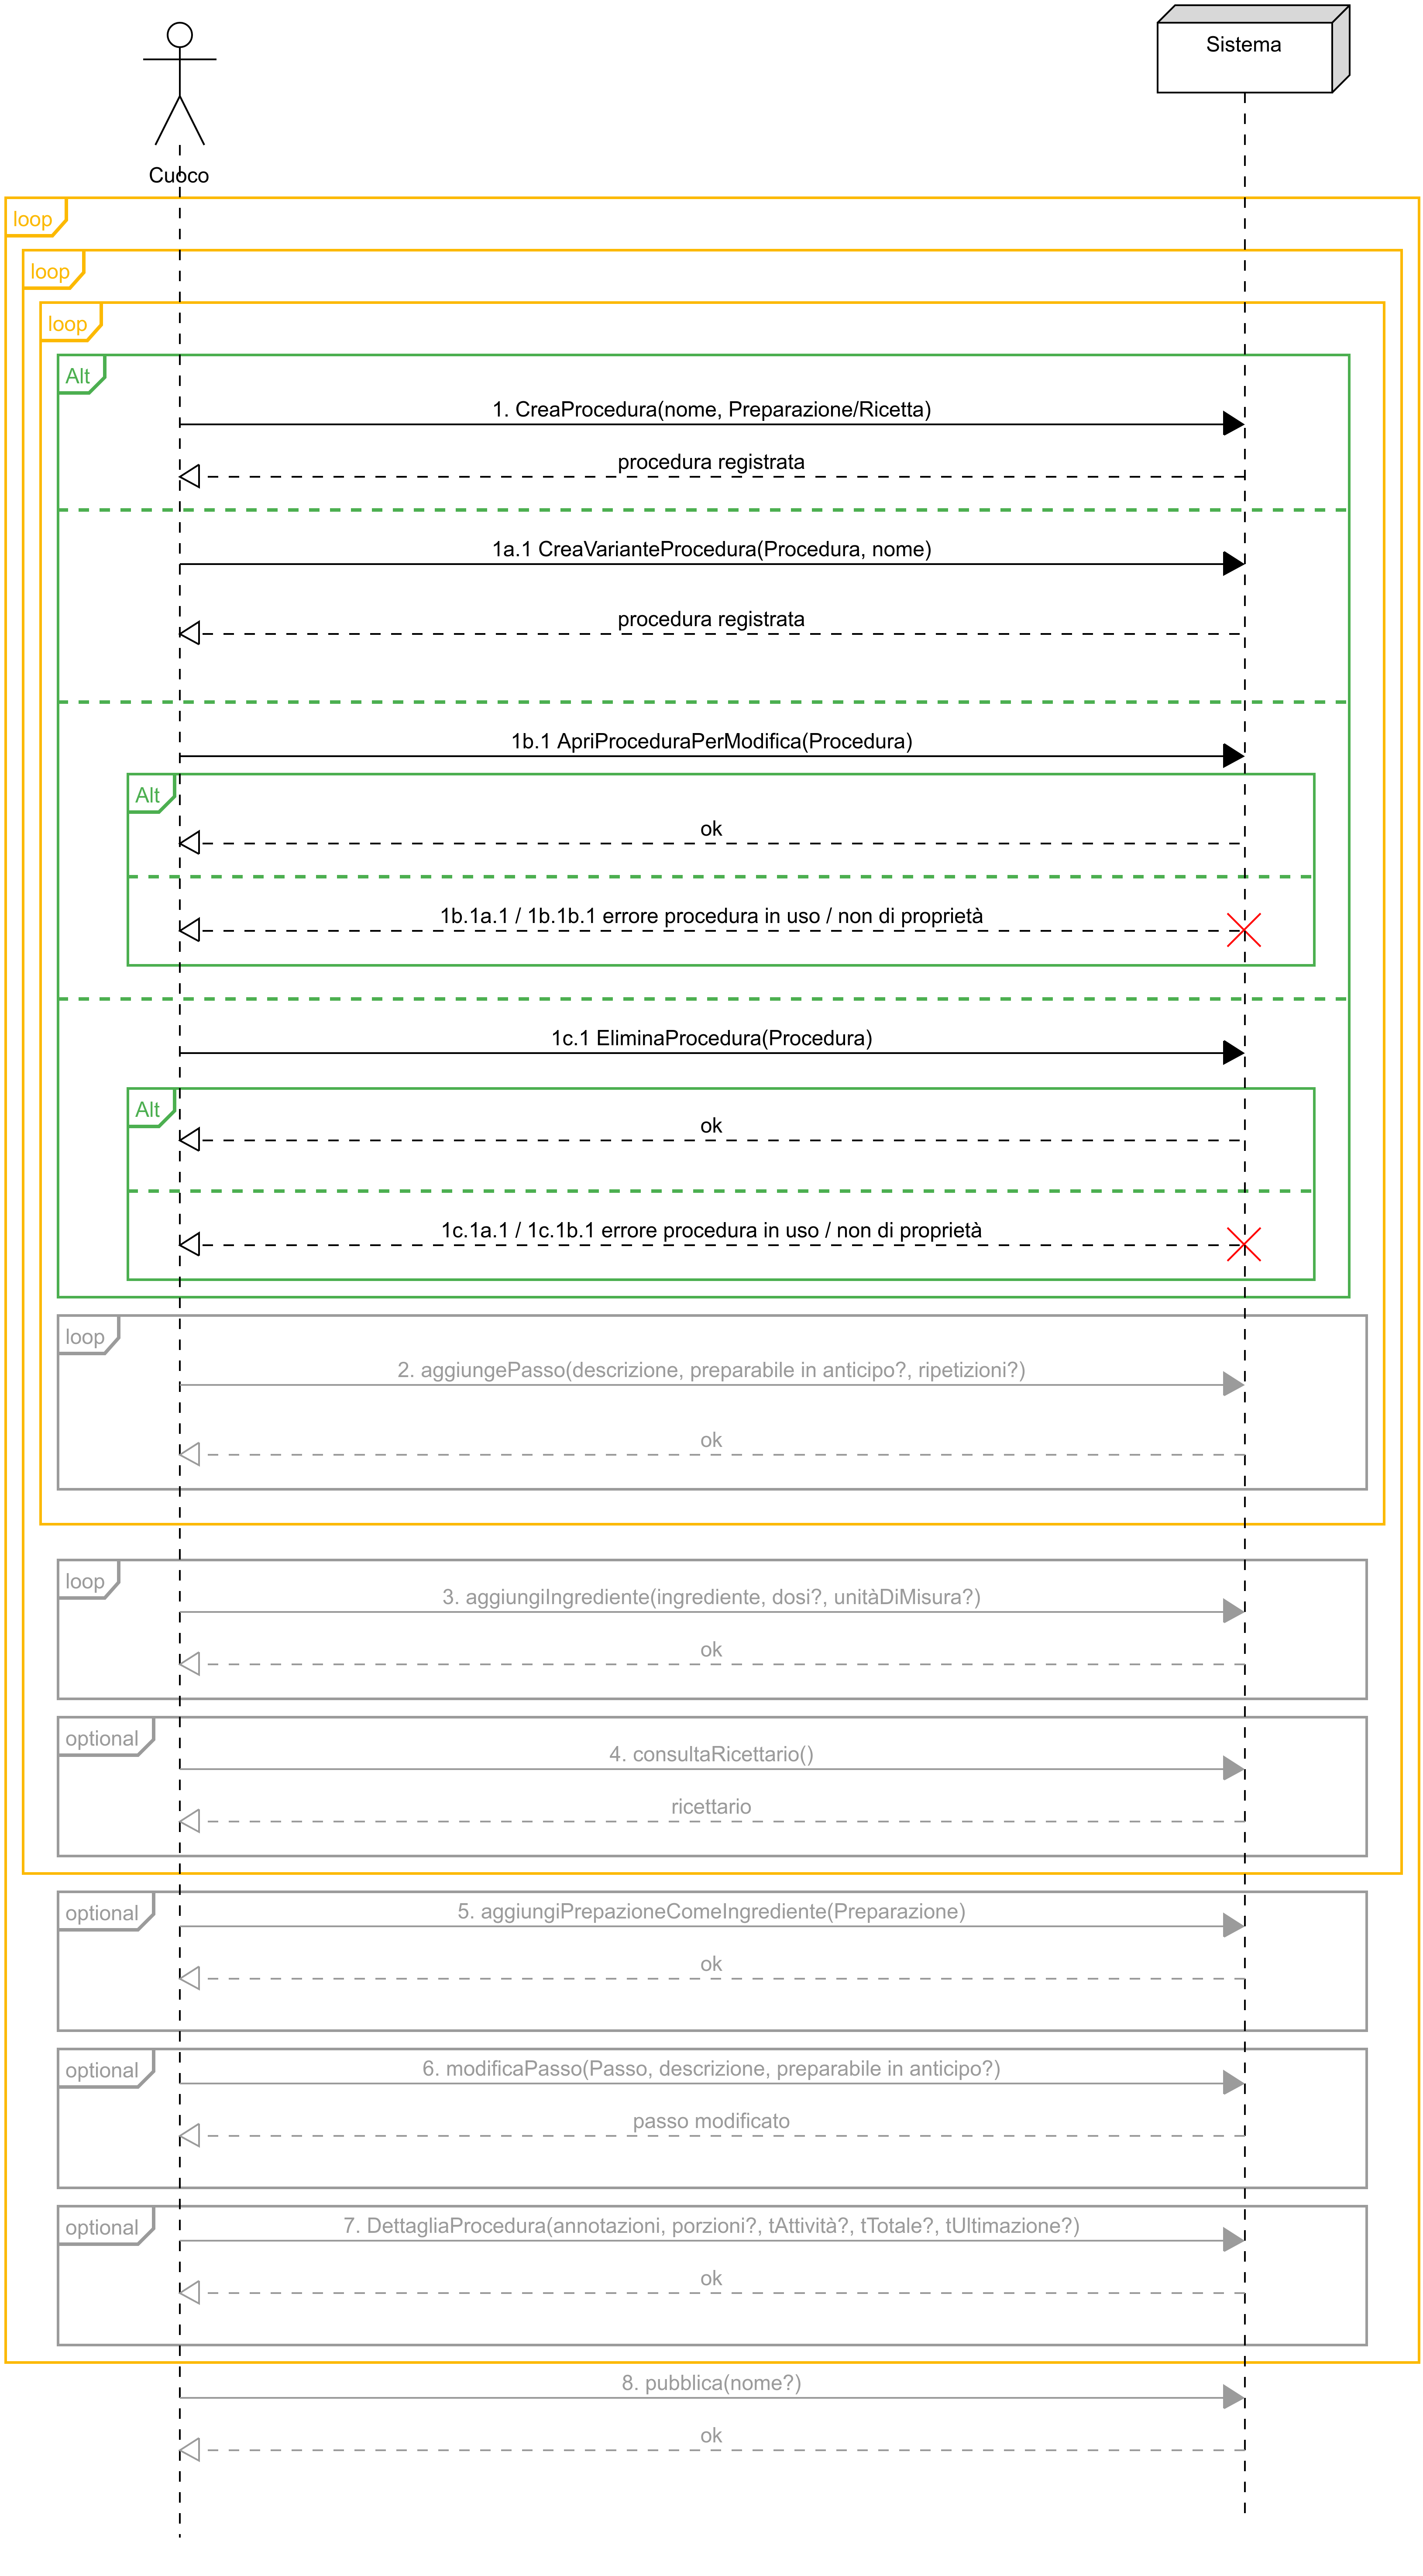 Sistema
Cuoco
loop
loop
loop
Alt
1. CreaProcedura(nome, Preparazione/Ricetta)
procedura registrata
1a.1 CreaVarianteProcedura(Procedura, nome)
procedura registrata
1b.1 ApriProceduraPerModifica(Procedura)
Alt
ok
1b.1a.1 / 1b.1b.1 errore procedura in uso / non di proprietà
1c.1 EliminaProcedura(Procedura)
Alt
ok
1c.1a.1 / 1c.1b.1 errore procedura in uso / non di proprietà
loop
2. aggiungePasso(descrizione, preparabile in anticipo?, ripetizioni?)
ok
loop
3. aggiungiIngrediente(ingrediente, dosi?, unitàDiMisura?)
ok
optional
4. consultaRicettario()
ricettario
optional
5. aggiungiPrepazioneComeIngrediente(Preparazione)
ok
optional
6. modificaPasso(Passo, descrizione, preparabile in anticipo?)
passo modificato
optional
7. DettagliaProcedura(annotazioni, porzioni?, tAttività?, tTotale?, tUltimazione?)
ok
8. pubblica(nome?)
ok